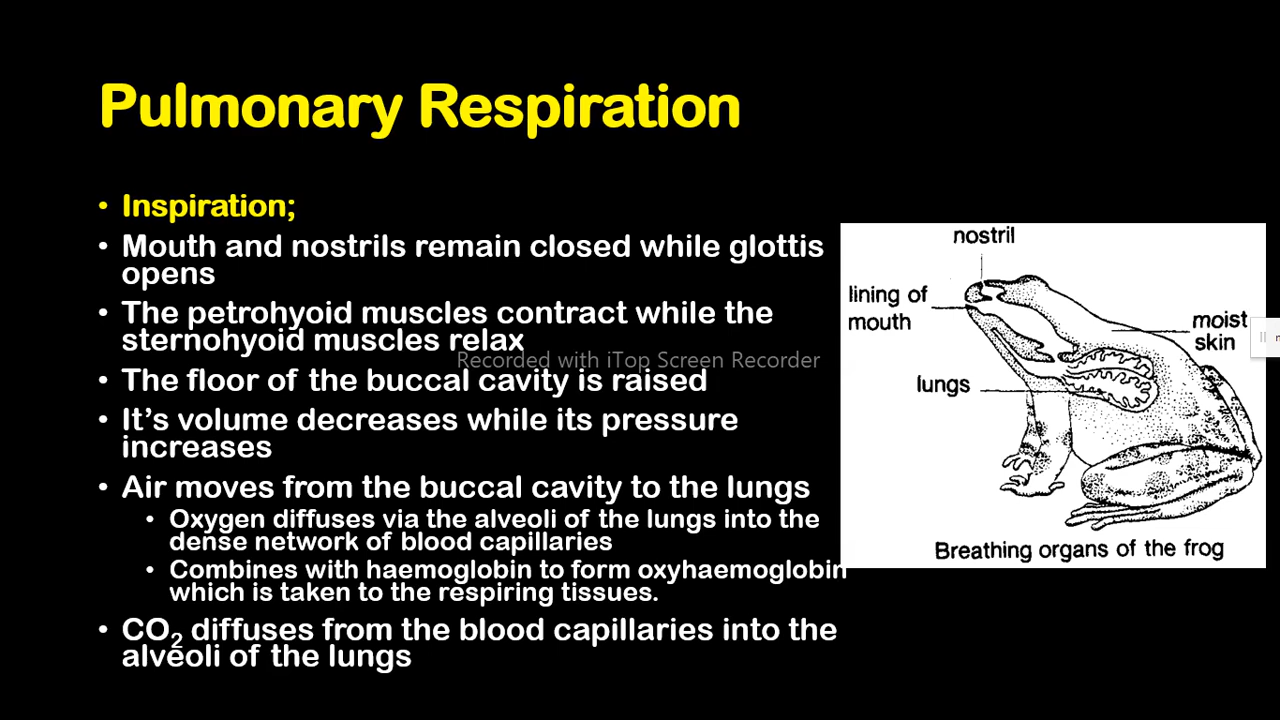 Pulmonary Respiration
• Inspiration;
• Mouth and nostrils remain closed while glottis
opens
• The petrohyoid muscles contract while the
sternohyoid muscles relax
Recorded with iTop Screen Recorder
• The floor of the buccal cavity is raised
• It’s volume decreases while its pressure
increases
• Air moves from the buccal cavity to the lungs
• Oxygen diffuses via the alveoli of the lungs into the
dense network of blood capillaries
• Combines with haemoglobin to form oxyhaemoglobin
which is taken to the respiring tissues.
• CO₂ diffuses from the blood capillaries into the
alveoli of the lungs
nostril
lining of
mouth
moist
skin
lungs
Breathing organs of the frog